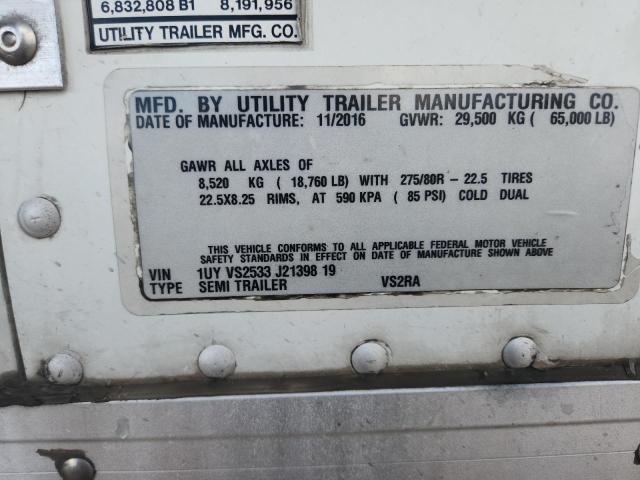 6,832,808 B1 8,191,956
UTILITY TRAILER MFG. CO.
MFD. BY UTILITY TRAILER MANUFACTURING CO.
DATE OF MANUFACTURE: 11/2016 GVWR: 29,500 KG ( 65,000 LB)
GAWR ALL AXLES OF
8,520 KG ( 18,760 LB) WITH 275/80R - 22.5 TIRES
22.5X8.25 RIMS, AT 590 KPA ( 85 PSI) COLD DUAL
THIS VEHICLE CONFORMS TO ALL APPLICABLE FEDERAL MOTOR VEHICLE
SAFETY STANDARDS IN EFFECT ON DATE OF MANUFACTURE SHOWN ABOVE
VIN 1UY VS2533 J21398 19
TYPE SEMI TRAILER VS2RA